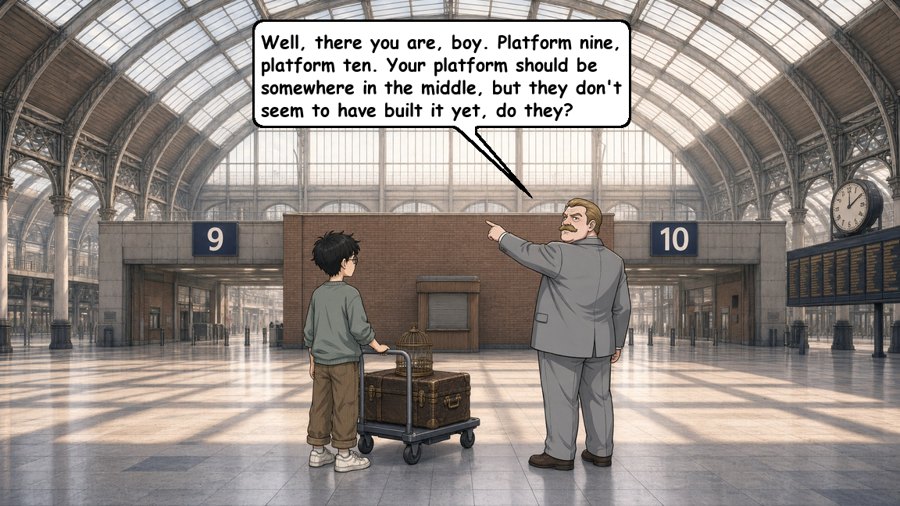 Well, there you are, boy. Platform nine,
platform ten. Your platform should be
somewhere in the middle, but they don't
seem to have built it yet, do they?
9
10